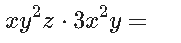 xy²z · 3x²y =